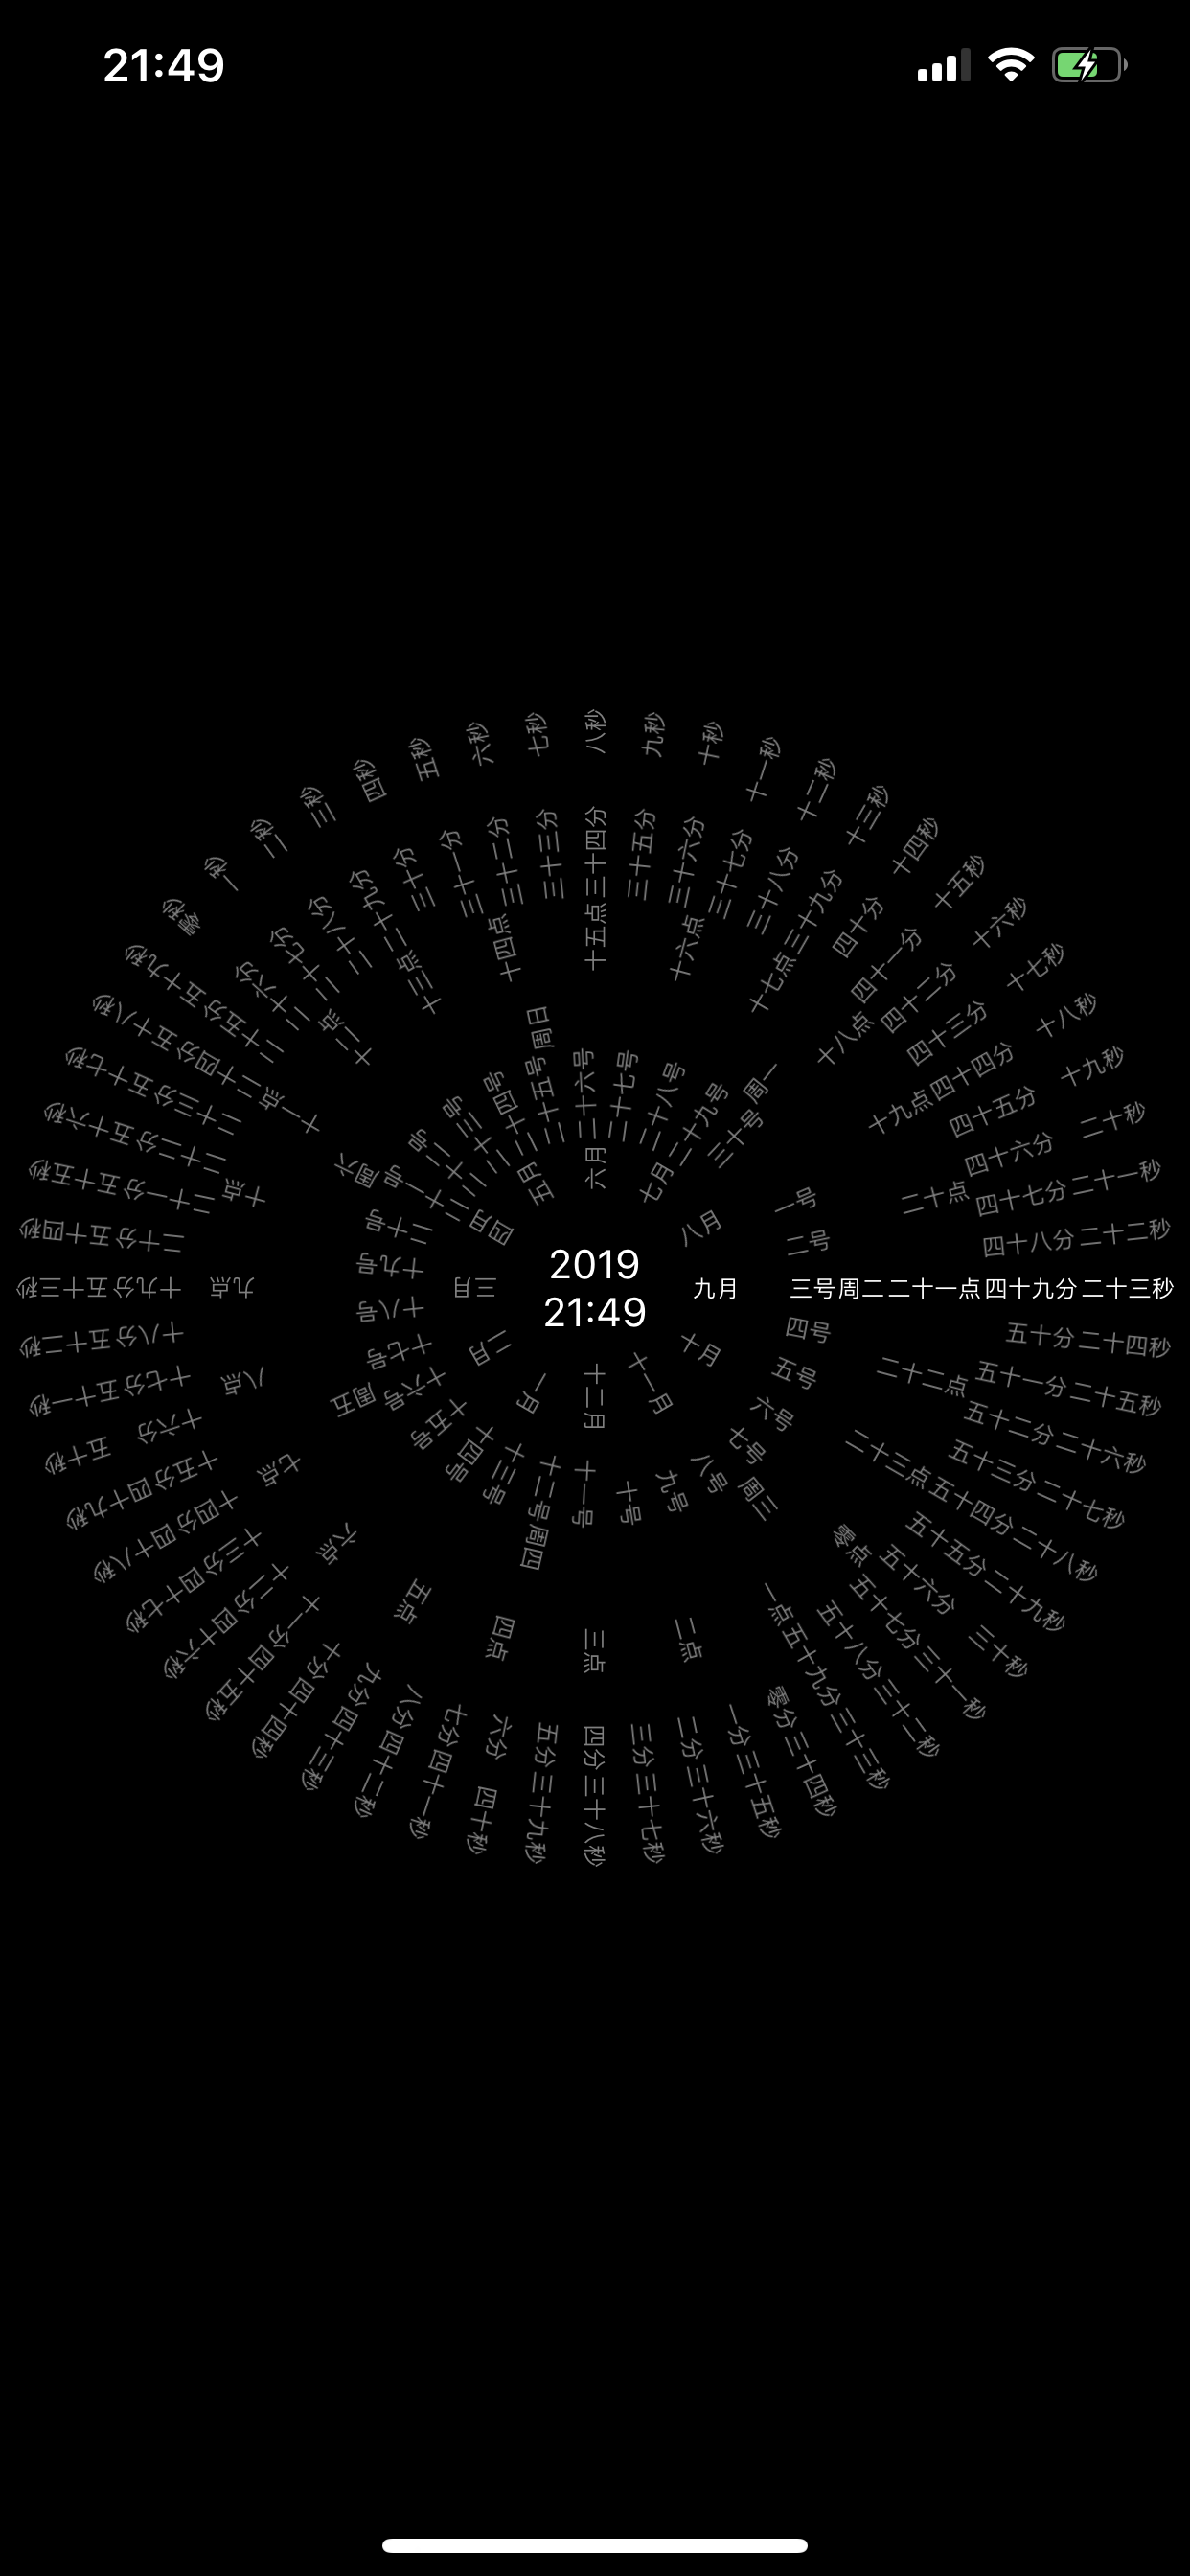 21:49
2019
21:49
九月 三号 周二 二十一点 四十九分 二十三秒
十月 十一月 十二月 一月 二月 三月 四月 五月 六月 七月 八月
四号 五号 六号 七号 八号 九号 十号 十一号 十二号 十三号 十四号 十五号 十六号 十七号 十八号 十九号 二十号 二十一号 二十二号 二十三号 二十四号 二十五号 二十六号 二十七号 二十八号 二十九号 三十号 一号 二号
周三 周四 周五 周六 周日 周一
二十二点 二十三点 零点 一点 二点 三点 四点 五点 六点 七点 八点 九点 十点 十一点 十二点 十三点 十四点 十五点 十六点 十七点 十八点 十九点 二十点
五十分 五十一分 五十二分 五十三分 五十四分 五十五分 五十六分 五十七分 五十八分 五十九分 零分 一分 二分 三分 四分 五分 六分 七分 八分 九分 十分 十一分 十二分 十三分 十四分 十五分 十六分 十七分 十八分 十九分 二十分 二十一分 二十二分 二十三分 二十四分 二十五分 二十六分 二十七分 二十八分 二十九分 三十分 三十一分 三十二分 三十三分 三十四分 三十五分 三十六分 三十七分 三十八分 三十九分 四十分 四十一分 四十二分 四十三分 四十四分 四十五分 四十六分 四十七分 四十八分
二十四秒 二十五秒 二十六秒 二十七秒 二十八秒 二十九秒 三十秒 三十一秒 三十二秒 三十三秒 三十四秒 三十五秒 三十六秒 三十七秒 三十八秒 三十九秒 四十秒 四十一秒 四十二秒 四十三秒 四十四秒 四十五秒 四十六秒 四十七秒 四十八秒 四十九秒 五十秒 五十一秒 五十二秒 五十三秒 五十四秒 五十五秒 五十六秒 五十七秒 五十八秒 五十九秒 零秒 一秒 二秒 三秒 四秒 五秒 六秒 七秒 八秒 九秒 十秒 十一秒 十二秒 十三秒 十四秒 十五秒 十六秒 十七秒 十八秒 十九秒 二十秒 二十一秒 二十二秒